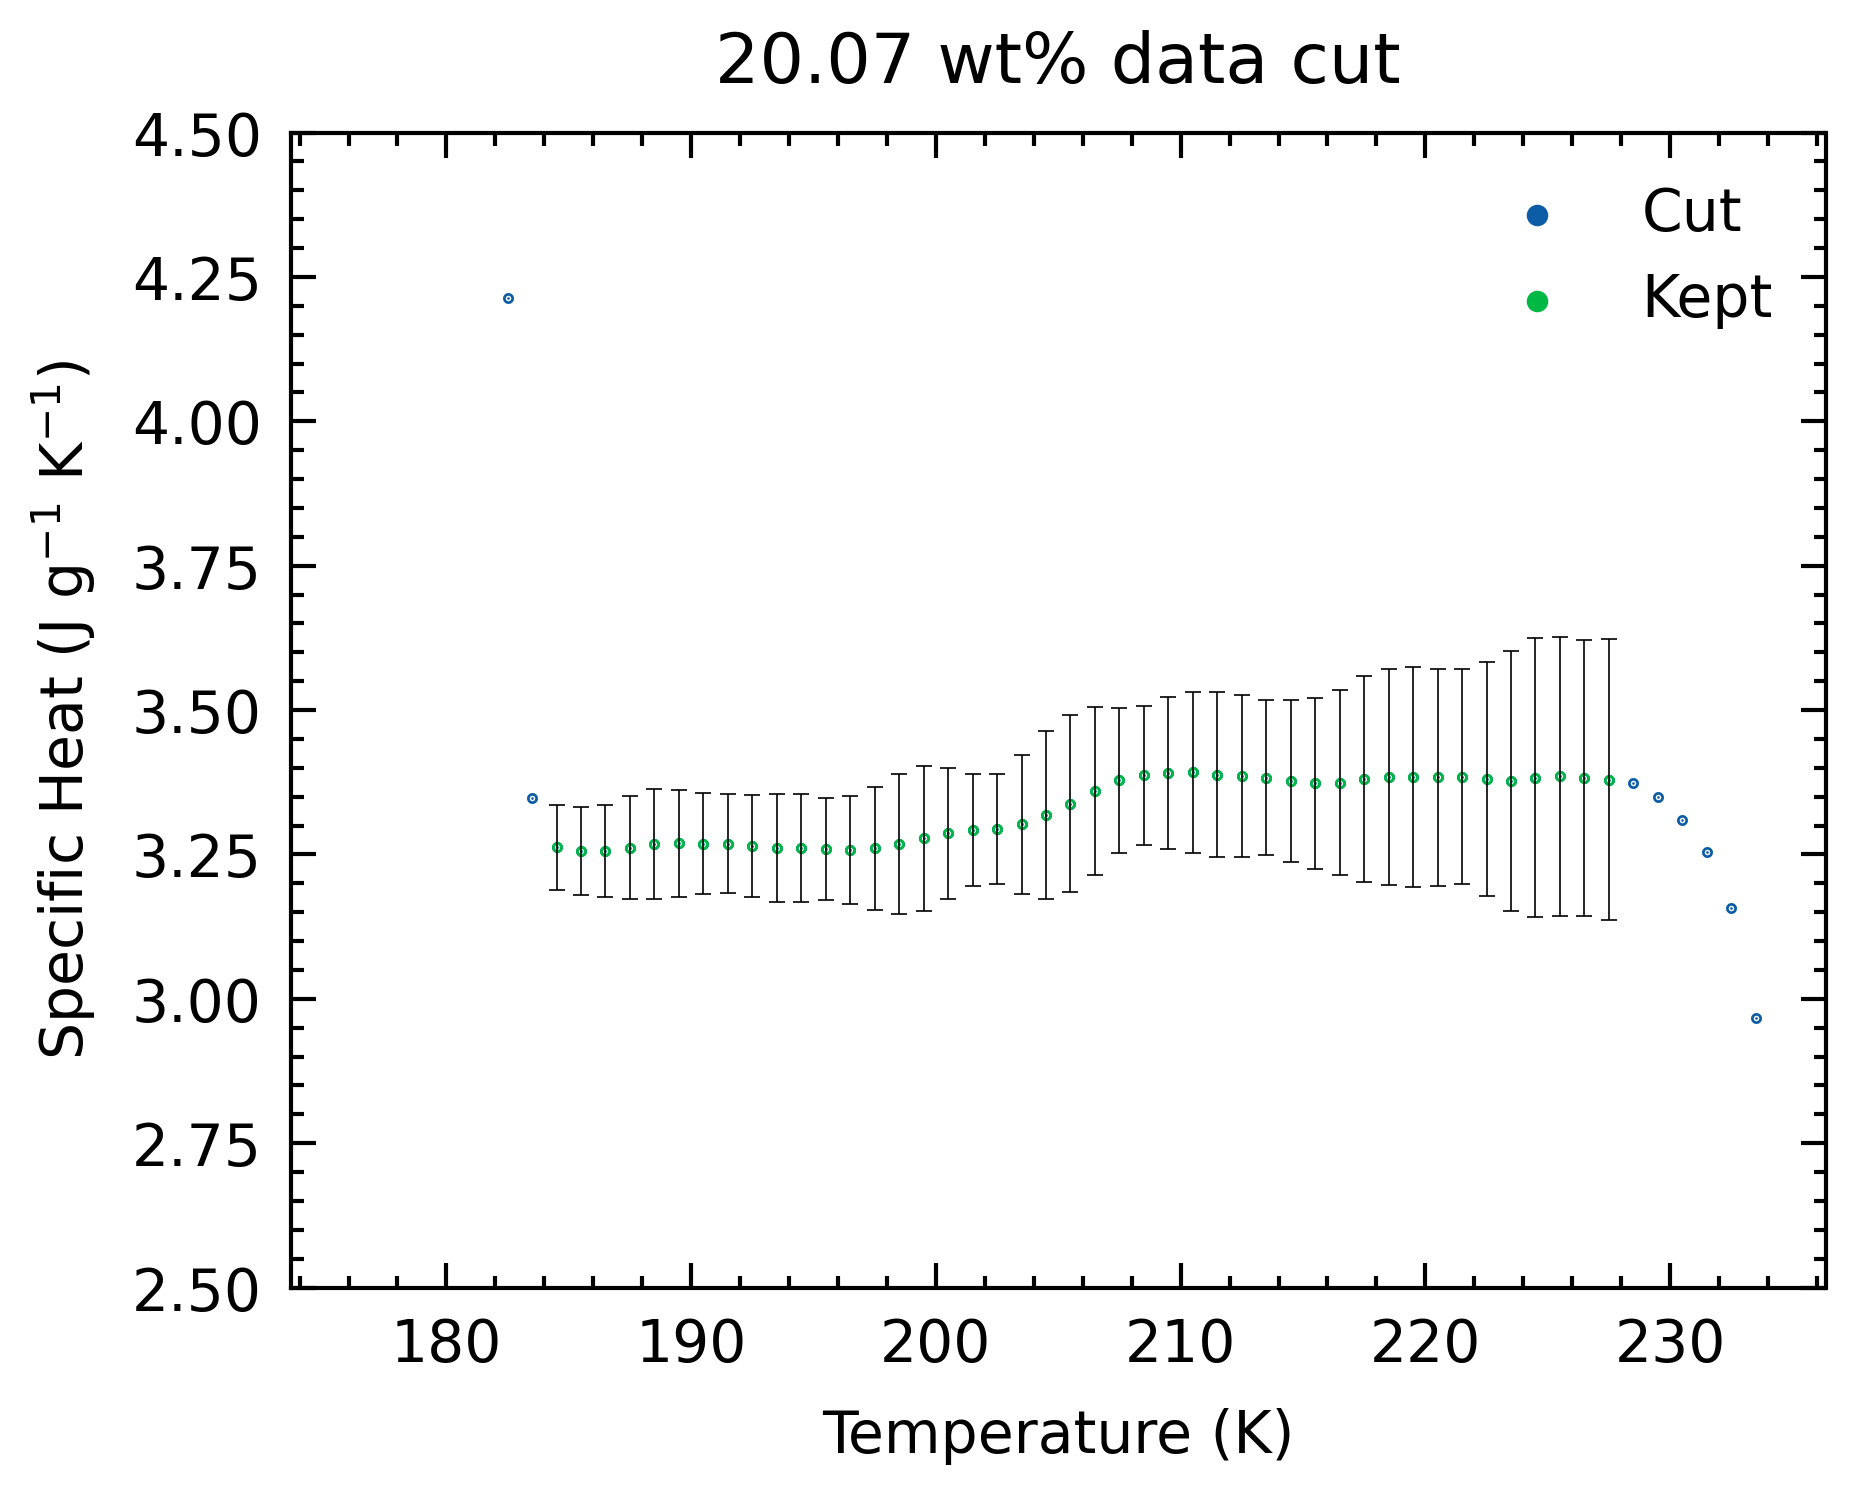 20.07 wt% data cut
4.50
4.25
4.00
3.75
3.50
3.25
3.00
2.75
2.50
Specific Heat (J g⁻¹ K⁻¹)
Cut
Kept
180 190 200 210 220 230
Temperature (K)